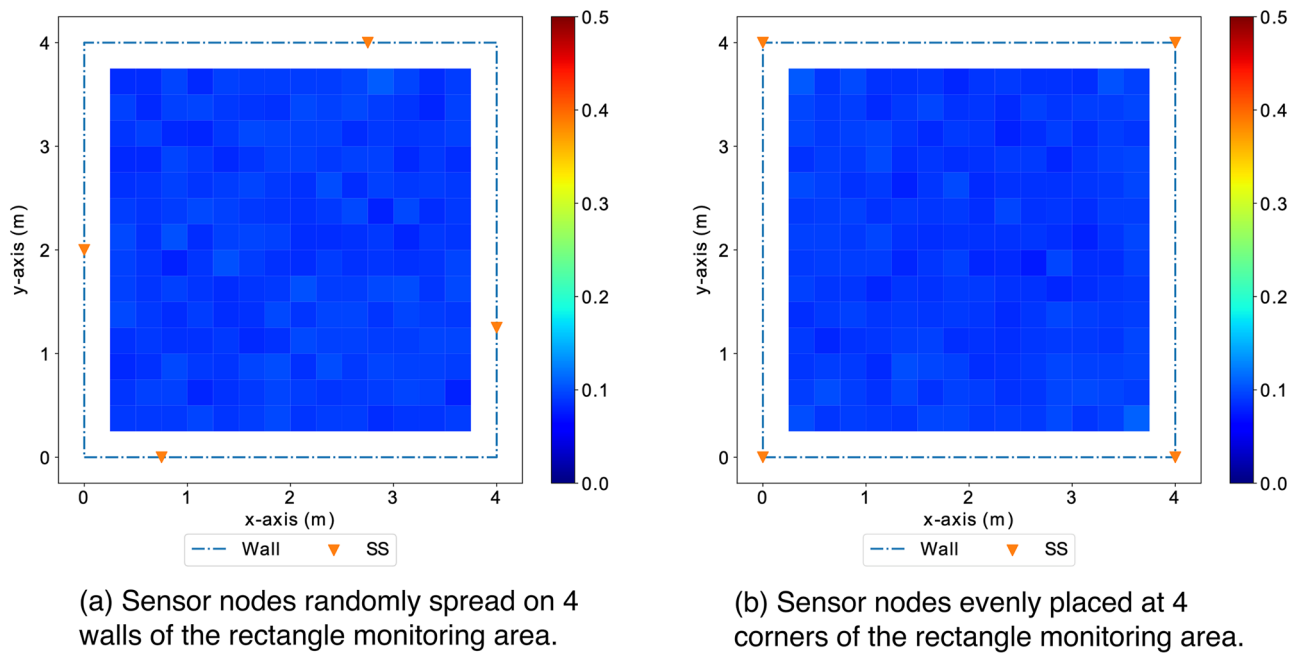 4
3
2
1
0
y-axis (m)
0 1 2 3 4
x-axis (m)
Wall SS
0.5
0.4
0.3
0.2
0.1
0.0
(a) Sensor nodes randomly spread on 4
walls of the rectangle monitoring area.
4
3
2
1
0
y-axis (m)
0 1 2 3 4
x-axis (m)
Wall SS
0.5
0.4
0.3
0.2
0.1
0.0
(b) Sensor nodes evenly placed at 4
corners of the rectangle monitoring area.